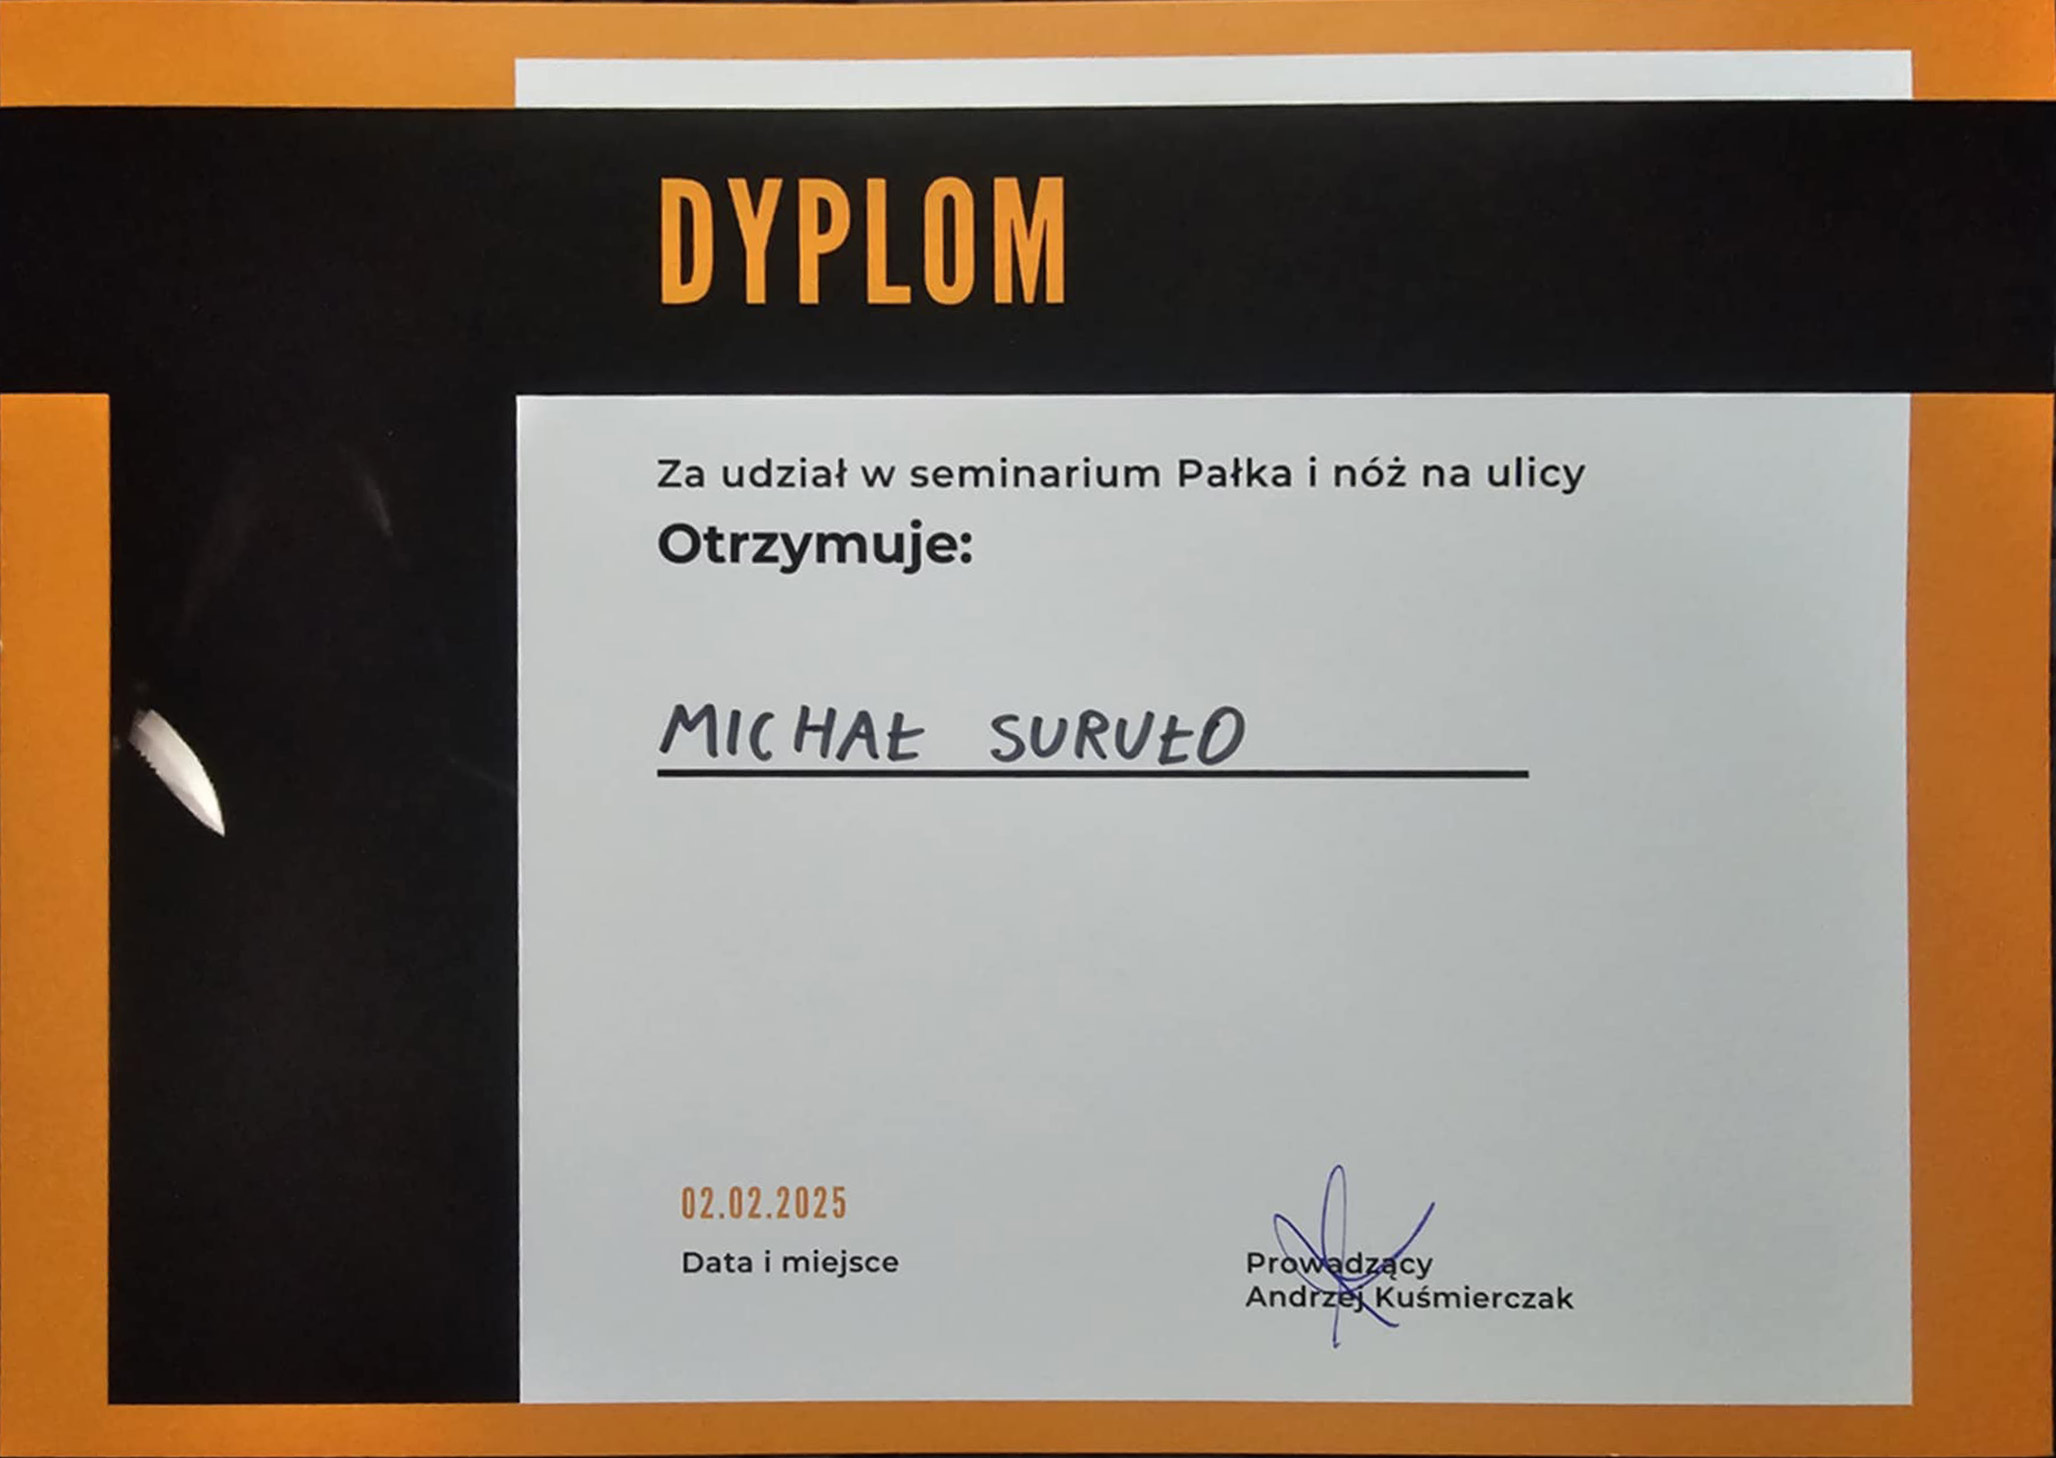 DYPLOM
Za udział w seminarium Pałka i nóż na ulicy
Otrzymuje:
MICHAŁ SURUŁO
02.02.2025
Data i miejsce
Prowadzący
Andrzej Kuśmierczak